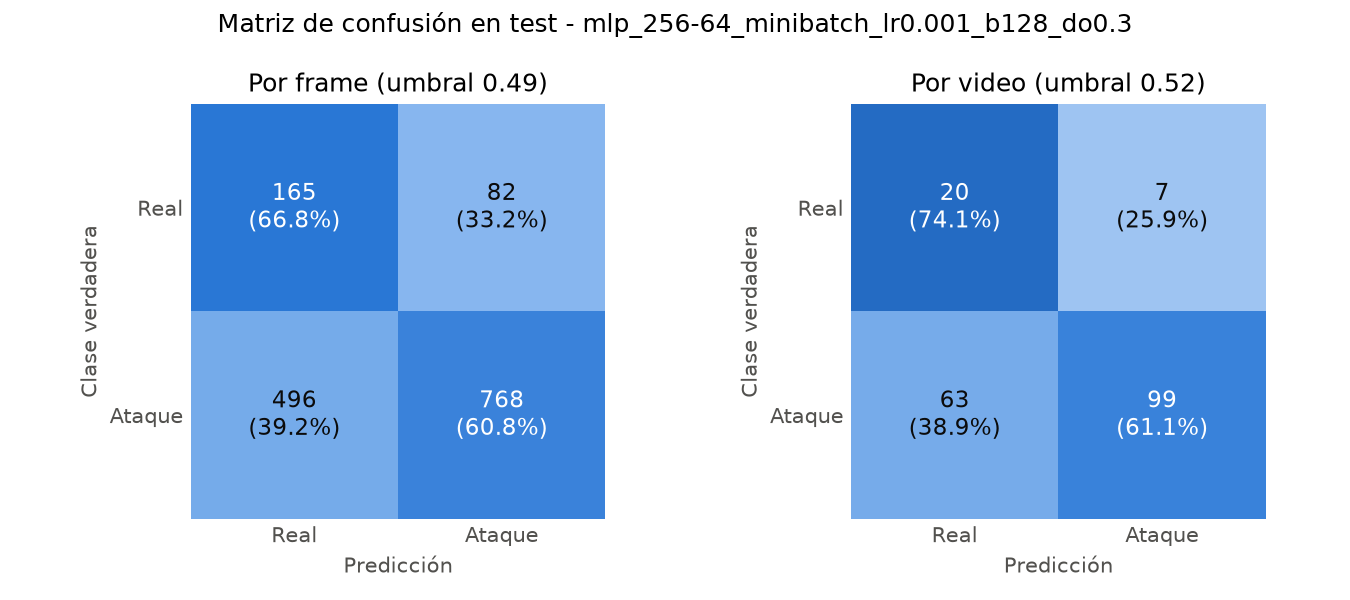 Matriz de confusión en test - mlp_256-64_minibatch_lr0.001_b128_do0.3
Por frame (umbral 0.49)
Clase verdadera
Real
165
(66.8%)
82
(33.2%)
Ataque
496
(39.2%)
768
(60.8%)
Real
Ataque
Predicción
Por video (umbral 0.52)
Clase verdadera
Real
20
(74.1%)
7
(25.9%)
Ataque
63
(38.9%)
99
(61.1%)
Real
Ataque
Predicción